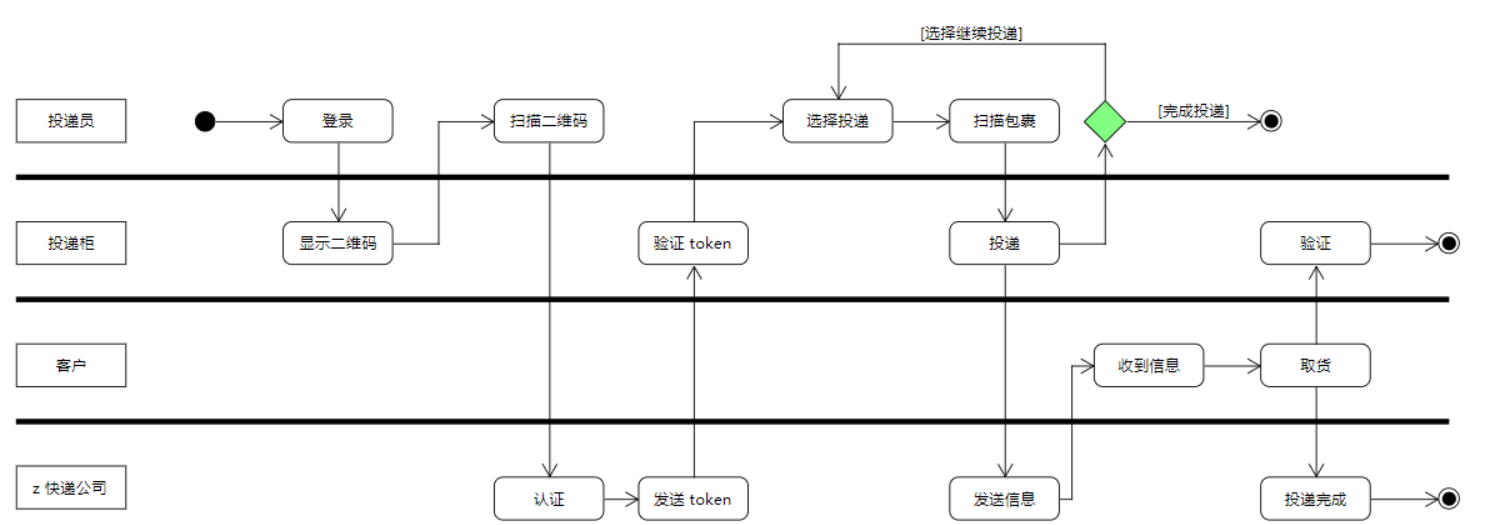 [选择继续投递]
投递员
登录
扫描二维码
选择投递
扫描包裹
[完成投递]
投递柜
显示二维码
验证 token
投递
验证
客户
收到信息
取货
z 快递公司
认证
发送 token
发送信息
投递完成